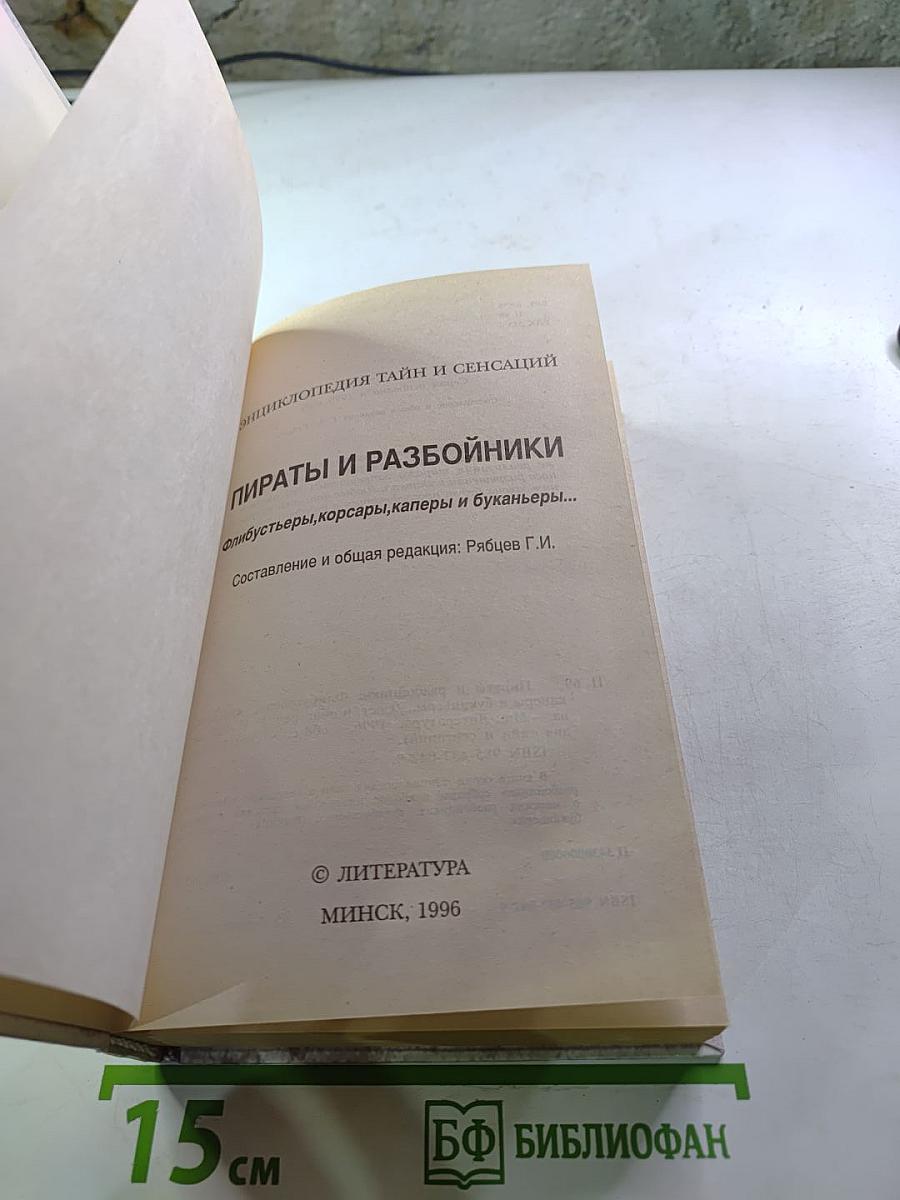 ЭНЦИКЛОПЕДИЯ ТАЙН И СЕНСАЦИЙ
ПИРАТЫ И РАЗБОЙНИКИ
Флибустьеры,корсары,каперы и буканьеры...
Составление и общая редакция: Рябцев Г.И.
© ЛИТЕРАТУРА
МИНСК, 1996
15 см
БФ БИБЛИОФАН